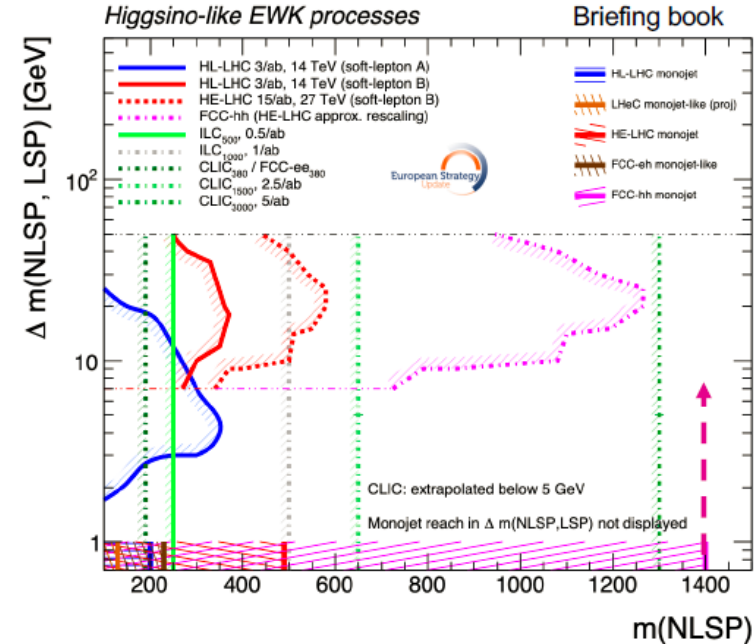 Higgsino-like EWK processes
Briefing book
HL-LHC 3/ab, 14 TeV (soft-lepton A)
HL-LHC 3/ab, 14 TeV (soft-lepton B)
HE-LHC 15/ab, 27 TeV (soft-lepton B)
FCC-hh (HE-LHC approx. rescaling)
ILC500, 0.5/ab
ILC1000, 1/ab
CLIC380 / FCC-ee380
CLIC1500, 2.5/ab
CLIC3000, 5/ab
European Strategy
Update
HL-LHC monojet
LHeC monojet-like (proj)
HE-LHC monojet
FCC-eh monojet-like
FCC-hh monojet
Δ m(NLSP, LSP) [GeV]
10²
10
1
CLIC: extrapolated below 5 GeV
Monojet reach in Δ m(NLSP,LSP) not displayed
200 400 600 800 1000 1200 1400
m(NLSP)